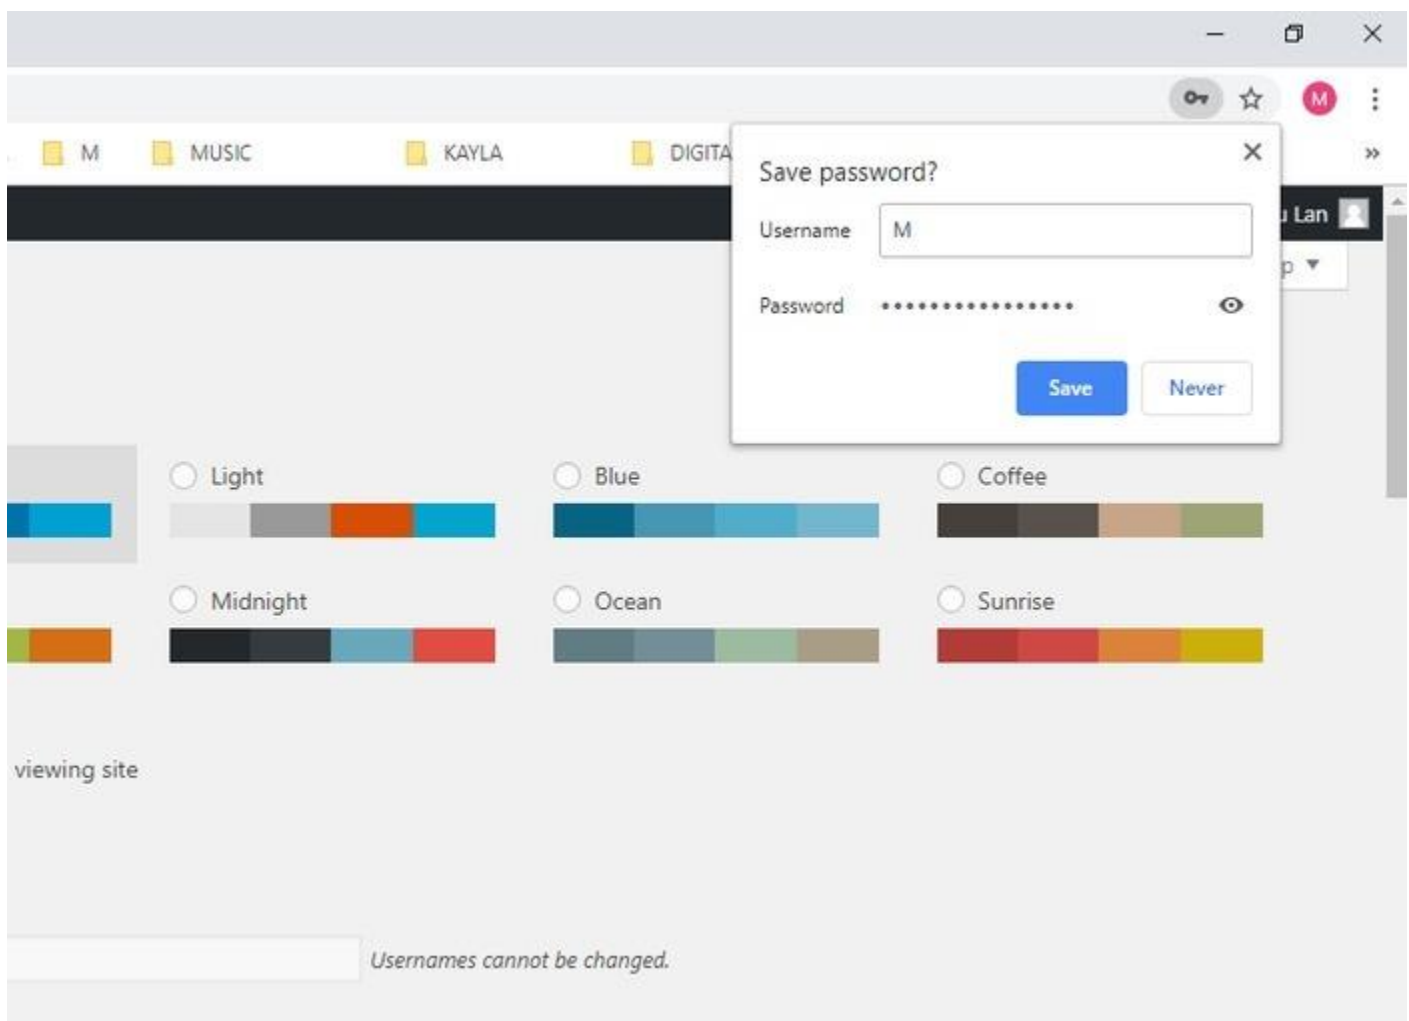 M
M MUSIC KAYLA DIGITA
Save password?
Username M
Password
Save Never
Lan
p
Light Blue Coffee
Midnight Ocean Sunrise
viewing site
Usernames cannot be changed.